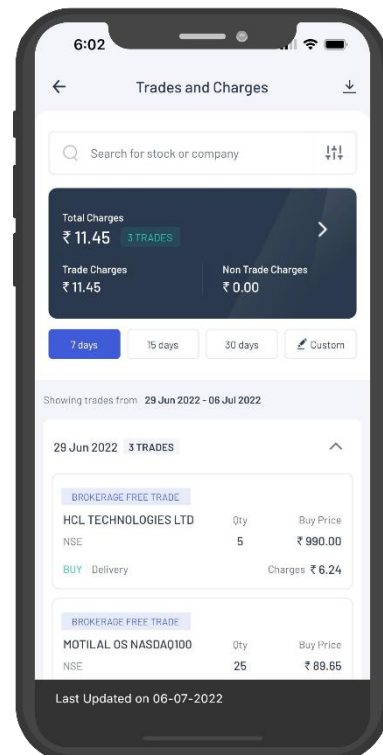 6:02
Trades and Charges
Search for stock or company
Total Charges
₹ 11.45 3 TRADES
Trade Charges Non Trade Charges
₹ 11.45 ₹ 0.00
7 days 15 days 30 days Custom
Showing trades from 29 Jun 2022 - 06 Jul 2022
29 Jun 2022 3 TRADES
BROKERAGE FREE TRADE
HCL TECHNOLOGIES LTD Qty Buy Price
NSE 5 ₹ 990.00
BUY Delivery Charges ₹ 6.24
BROKERAGE FREE TRADE
MOTILAL OS NASDAQ100 Qty Buy Price
NSE 25 ₹ 89.65
Last Updated on 06-07-2022